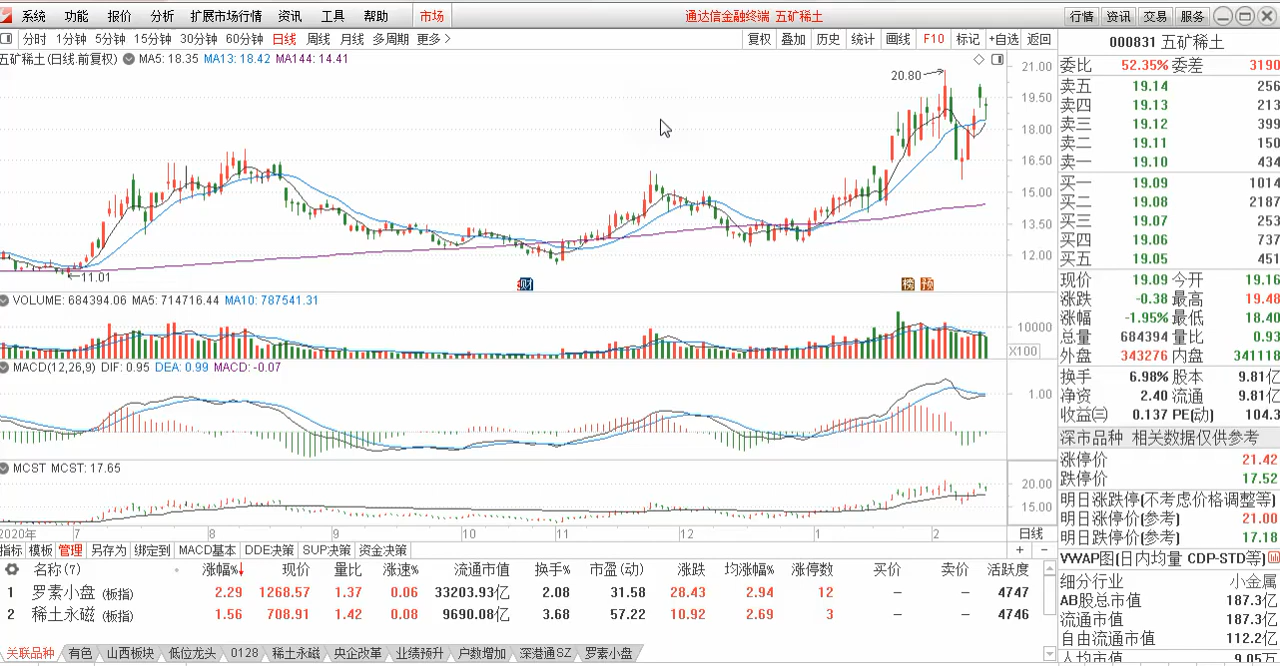 系统 功能 报价 分析 扩展市场行情 资讯 工具 帮助 市场 通达信金融终端 五矿稀土 行情 资讯 交易 服务
分时 1分钟 5分钟 15分钟 30分钟 60分钟 日线 周线 月线 多周期 更多 复权 叠加 历史 统计 画线 F10 标记 +自选 返回
五矿稀土(日线 前复权) MA5: 18.35 MA13: 18.42 MA144: 14.41
21.00
20.80
19.50
18.00
16.50
15.00
13.50
12.00
11.01
财 榜 预
VOLUME: 684394.06 MA5: 714716.44 MA10: 787541.31
10000
X100
MACD(12,26,9) DIF: 0.95 DEA: 0.99 MACD: -0.07
1.00
MCST MCST: 17.65
20.00
15.00
2020年 7 8 9 10 11 12 1 2 日线
指标 模板 管理 另存为 绑定到 MACD基本 DDE决策 SUP决策 资金决策 + −
名称(7) 涨幅%↓ 现价 量比 涨速% 流通市值 换手% 市盈(动) 涨跌 均涨幅% 涨停数 买价 卖价 活跃度
1 罗素小盘 (板指) 2.29 1268.57 1.37 0.06 33203.93亿 2.08 31.58 28.43 2.94 12 – – 4747
2 稀土永磁 (板指) 1.56 708.91 1.42 0.08 9690.08亿 3.68 57.22 10.92 2.69 3 – – 4746
关联品种 有色 山西板块 低位龙头 0128 稀土永磁 央企改革 业绩预升 户数增加 深港通SZ 罗素小盘
000831 五矿稀土
委比 52.35% 委差 3190
卖五 19.14 256
卖四 19.13 213
卖三 19.12 399
卖二 19.11 150
卖一 19.10 434
买一 19.09 1014
买二 19.08 2187
买三 19.07 253
买四 19.06 737
买五 19.05 451
现价 19.09 今开 19.16
涨跌 -0.38 最高 19.48
涨幅 -1.95% 最低 18.40
总量 684394 量比 0.93
外盘 343276 内盘 341118
换手 6.98% 股本 9.81亿
净资 2.40 流通 9.81亿
收益㈢ 0.137 PE(动) 104.3
深市品种 相关数据仅供参考
涨停价 21.42
跌停价 17.52
明日涨跌停(不考虑价格调整等)
明日涨停价(参考) 21.00
明日跌停价(参考) 17.18
VWAP图(日内均量 CDP-STD等)
细分行业 小金属
AB股总市值 187.3亿
流通市值 187.3亿
自由流通市值 112.2亿
人均市值 9.05万